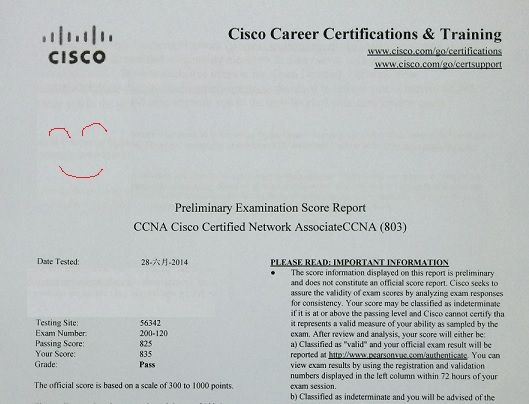 CISCO
Cisco Career Certifications & Training
www.cisco.com/go/certifications
www.cisco.com/go/certsupport
Preliminary Examination Score Report
CCNA Cisco Certified Network AssociateCCNA (803)
Date Tested: 28-六月-2014
Testing Site: 56342
Exam Number: 200-120
Passing Score: 825
Your Score: 835
Grade: Pass
The official score is based on a scale of 300 to 1000 points.
PLEASE READ: IMPORTANT INFORMATION
● The score information displayed on this report is preliminary
and does not constitute an official score report. Cisco seeks to
assure the validity of exam scores by analyzing exam responses
for consistency. Your score may be classified as indeterminate
if it is at or above the passing level and Cisco cannot certify tha
it represents a valid measure of your ability as sampled by the
exam. After review and analysis, your score will either be:
a) Classified as "valid" and your official exam result will be
reported at http://www.pearsonvue.com/authenticate. You can
view exam results by using the registration and validation
numbers displayed in the left column within 72 hours of your
exam session.
b) Classified as indeterminate and you will be advised of the